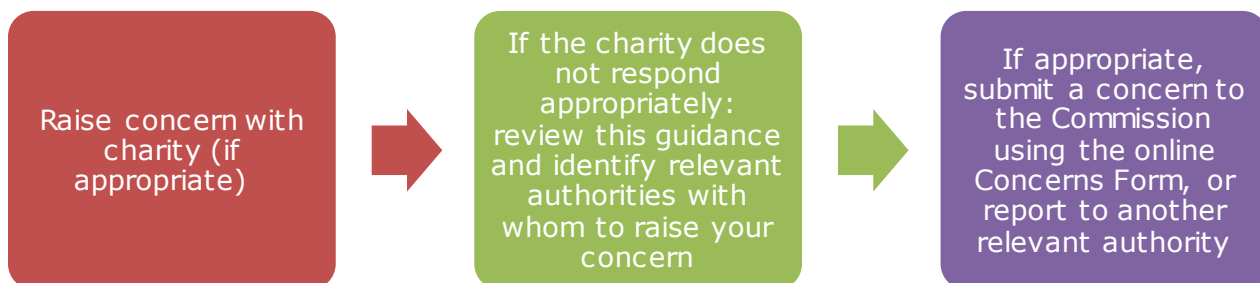 Raise concern with
charity (if
appropriate)
If the charity does
not respond
appropriately:
review this guidance
and identify relevant
authorities with
whom to raise your
concern
If appropriate,
submit a concern to
the Commission
using the online
Concerns Form, or
report to another
relevant authority